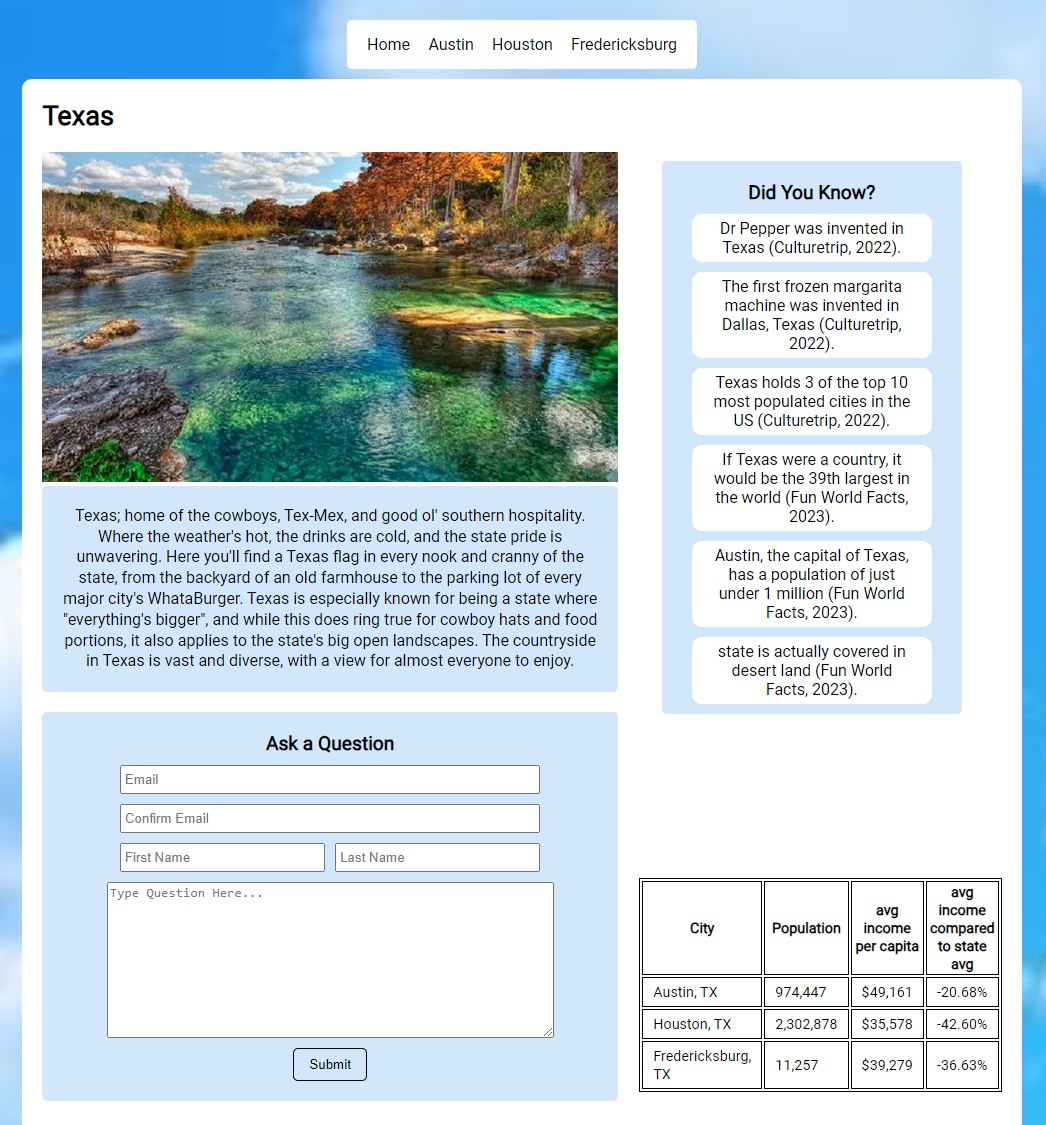 Home Austin Houston Fredericksburg
Texas
Texas; home of the cowboys, Tex-Mex, and good ol' southern hospitality.
Where the weather's hot, the drinks are cold, and the state pride is
unwavering. Here you'll find a Texas flag in every nook and cranny of the
state, from the backyard of an old farmhouse to the parking lot of every
major city's WhataBurger. Texas is especially known for being a state where
"everything's bigger", and while this does ring true for cowboy hats and food
portions, it also applies to the state's big open landscapes. The countryside
in Texas is vast and diverse, with a view for almost everyone to enjoy.
Ask a Question
Email
Confirm Email
First Name Last Name
Type Question Here...
Submit
Did You Know?
Dr Pepper was invented in
Texas (Culturetrip, 2022).
The first frozen margarita
machine was invented in
Dallas, Texas (Culturetrip,
2022).
Texas holds 3 of the top 10
most populated cities in the
US (Culturetrip, 2022).
If Texas were a country, it
would be the 39th largest in
the world (Fun World Facts,
2023).
Austin, the capital of Texas,
has a population of just
under 1 million (Fun World
Facts, 2023).
state is actually covered in
desert land (Fun World
Facts, 2023).
City Population avg income per capita avg income compared to state avg
Austin, TX 974,447 $49,161 -20.68%
Houston, TX 2,302,878 $35,578 -42.60%
Fredericksburg, TX 11,257 $39,279 -36.63%